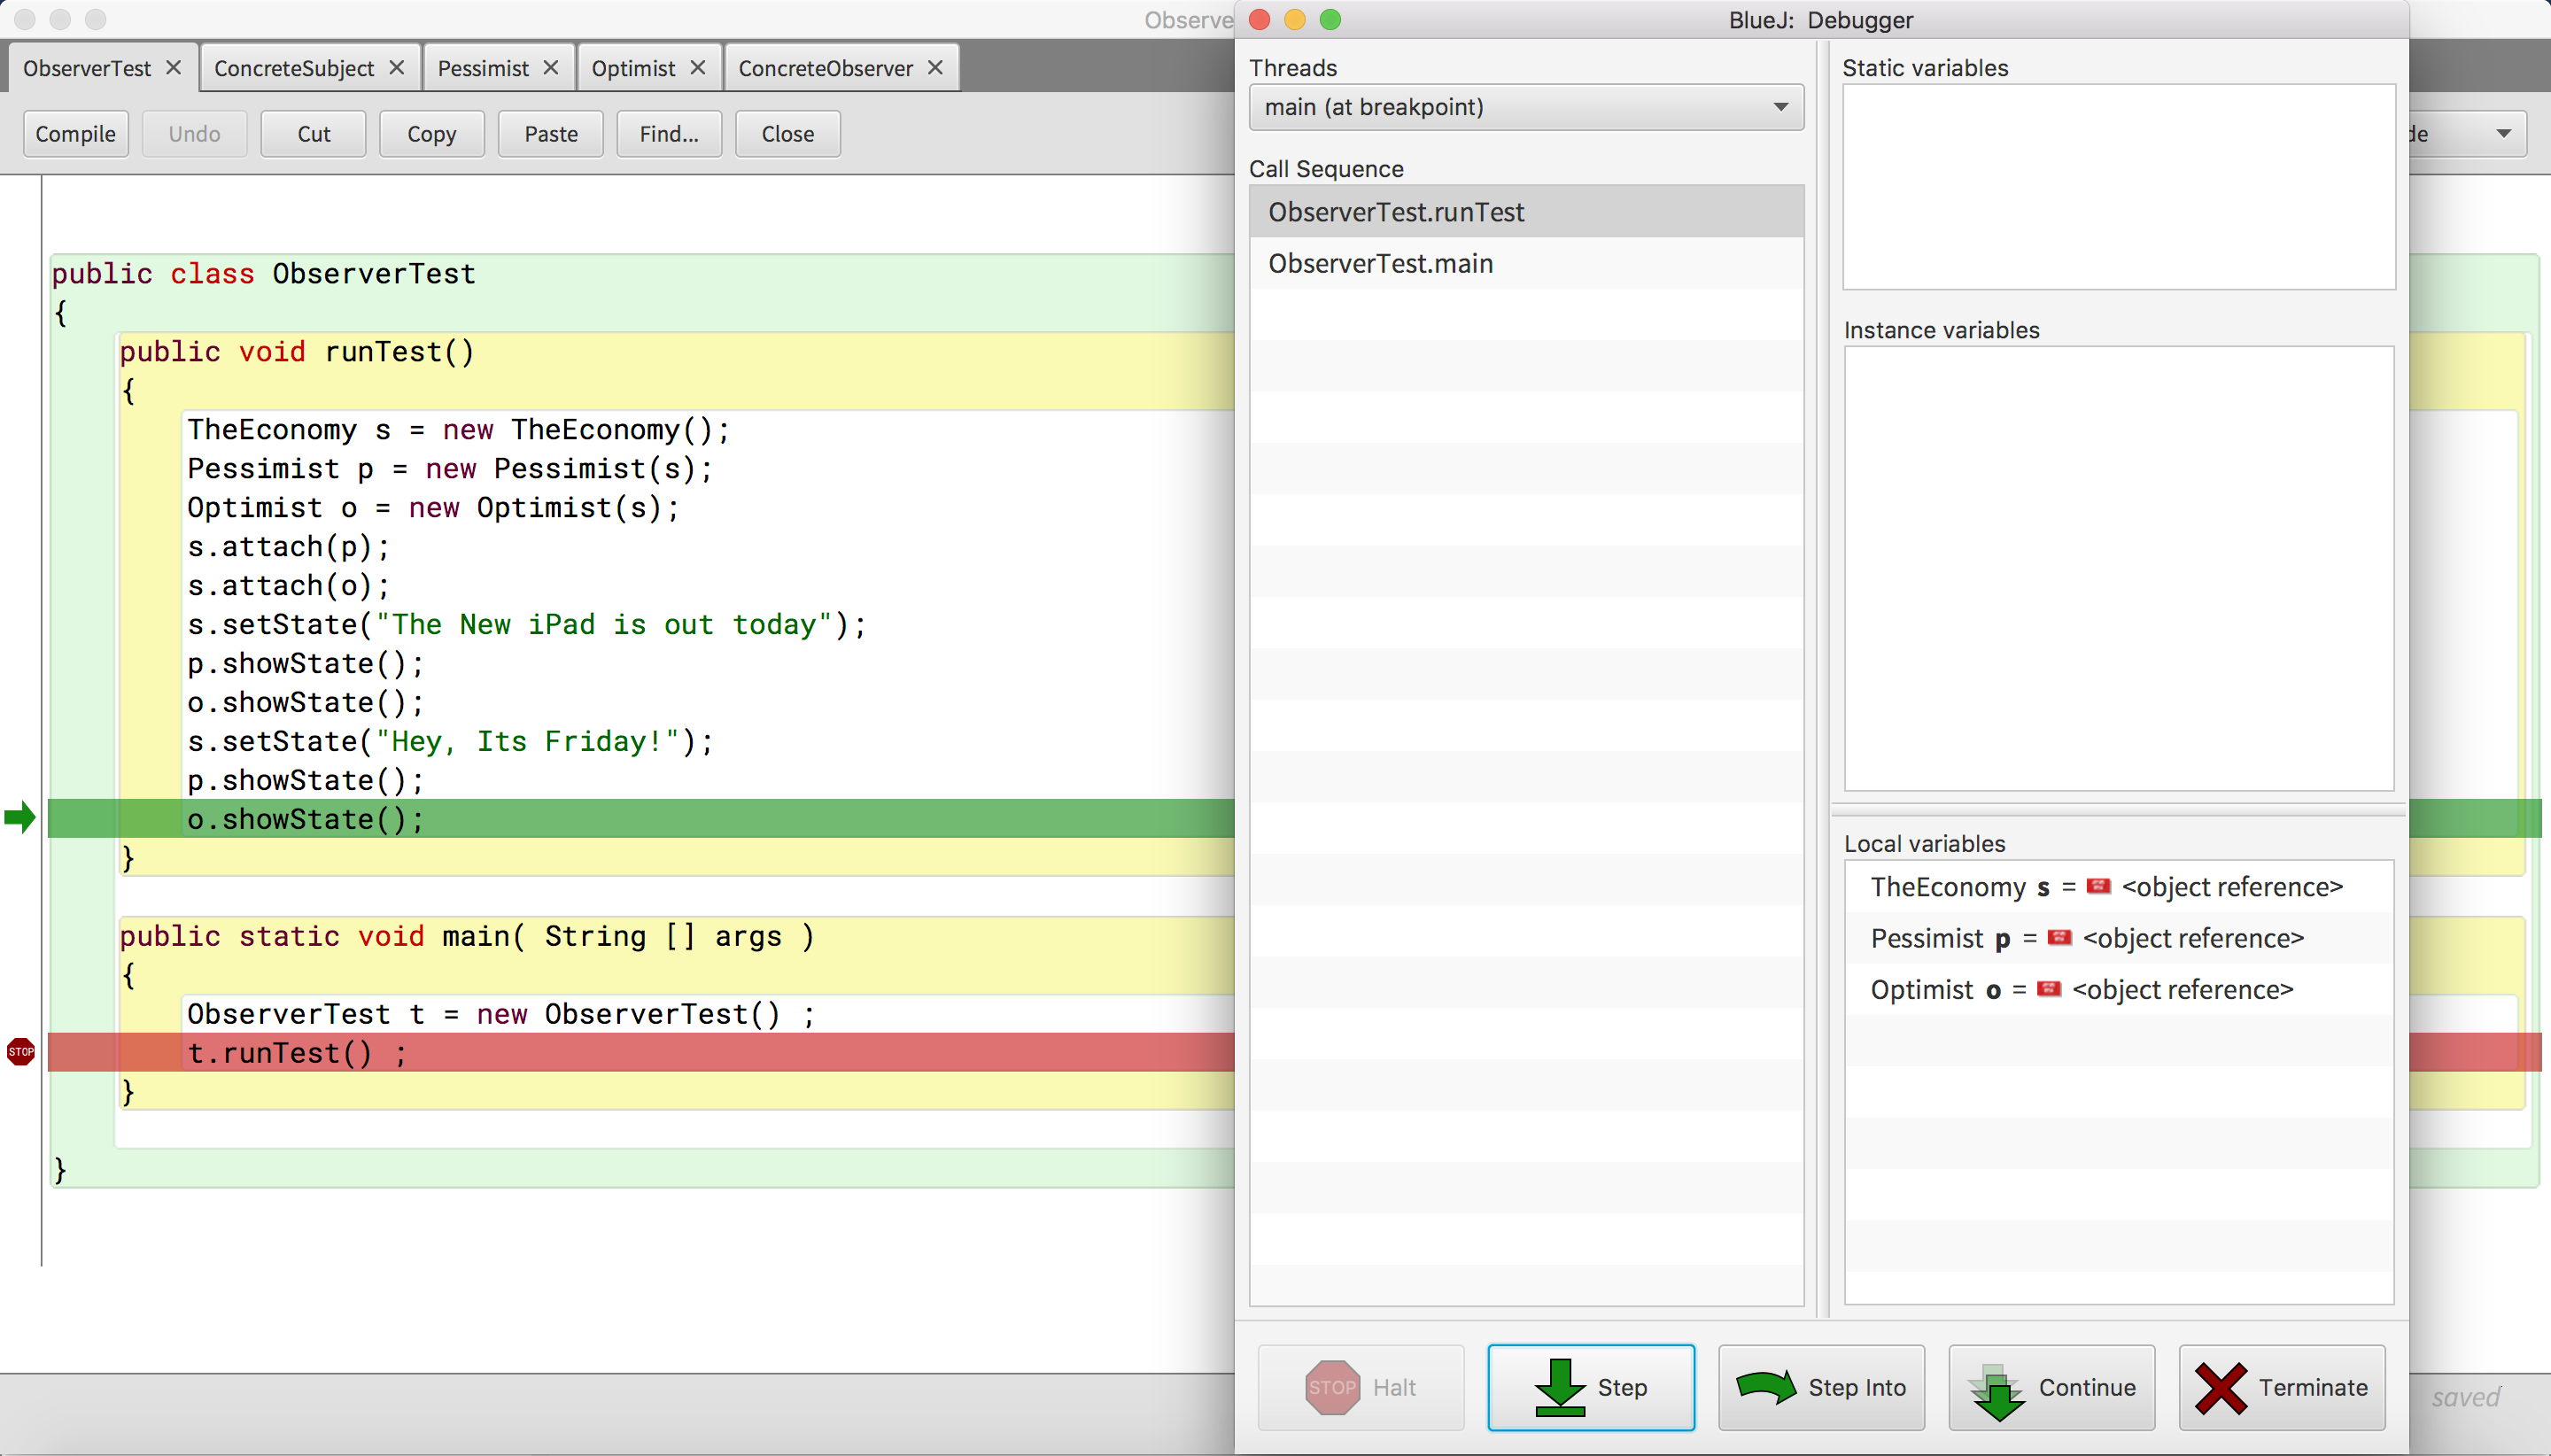 Observe
ObserverTest
ConcreteSubject
Pessimist
Optimist
ConcreteObserver
Compile
Undo
Cut
Copy
Paste
Find...
Close
public class ObserverTest
{
public void runTest()
{
TheEconomy s = new TheEconomy();
Pessimist p = new Pessimist(s);
Optimist o = new Optimist(s);
s.attach(p);
s.attach(o);
s.setState("The New iPad is out today");
p.showState();
o.showState();
s.setState("Hey, Its Friday!");
p.showState();
o.showState();
}
public static void main( String [] args )
{
ObserverTest t = new ObserverTest() ;
STOP
t.runTest() ;
}
}
BlueJ: Debugger
Threads
main (at breakpoint)
Call Sequence
ObserverTest.runTest
ObserverTest.main
Static variables
Instance variables
Local variables
TheEconomy s = <object reference>
Pessimist p = <object reference>
Optimist o = <object reference>
STOP Halt
Step
Step Into
Continue
Terminate
de
saved